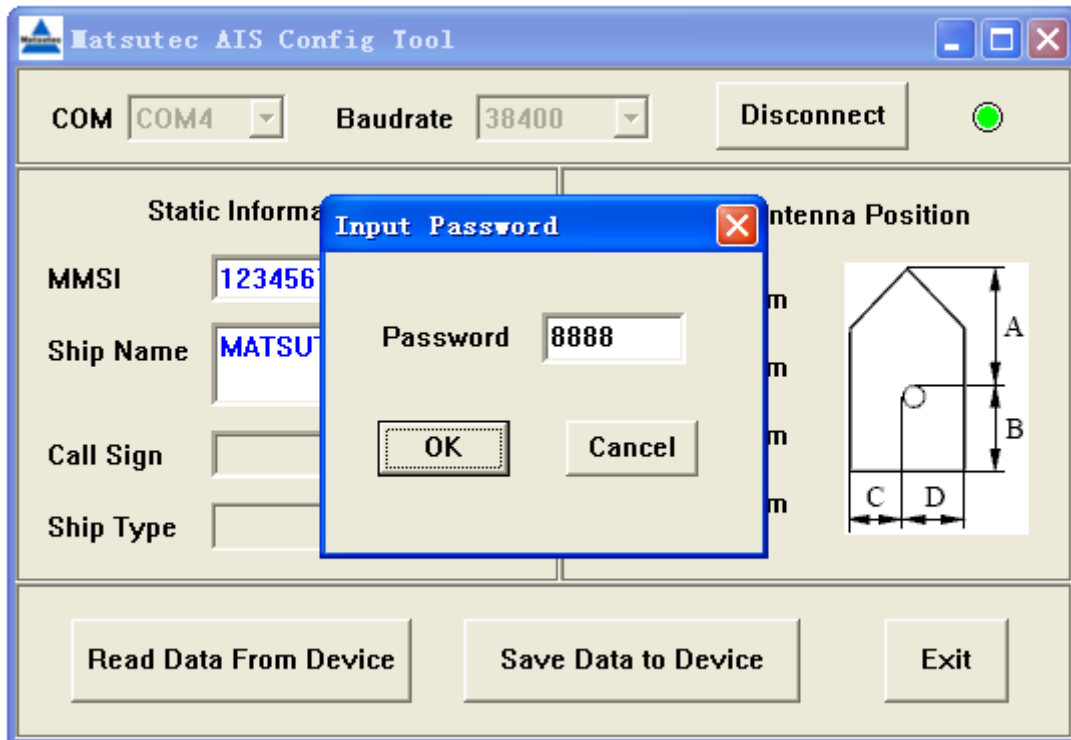 Matsutec AIS Config Tool
COM COM4 Baudrate 38400 Disconnect
Static Informa
ntenna Position
Input Password
MMSI 1234567
Ship Name MATSUT
Password 8888
OK Cancel
Call Sign
Ship Type
m
m
m
m
A
B
C D
Read Data From Device Save Data to Device Exit